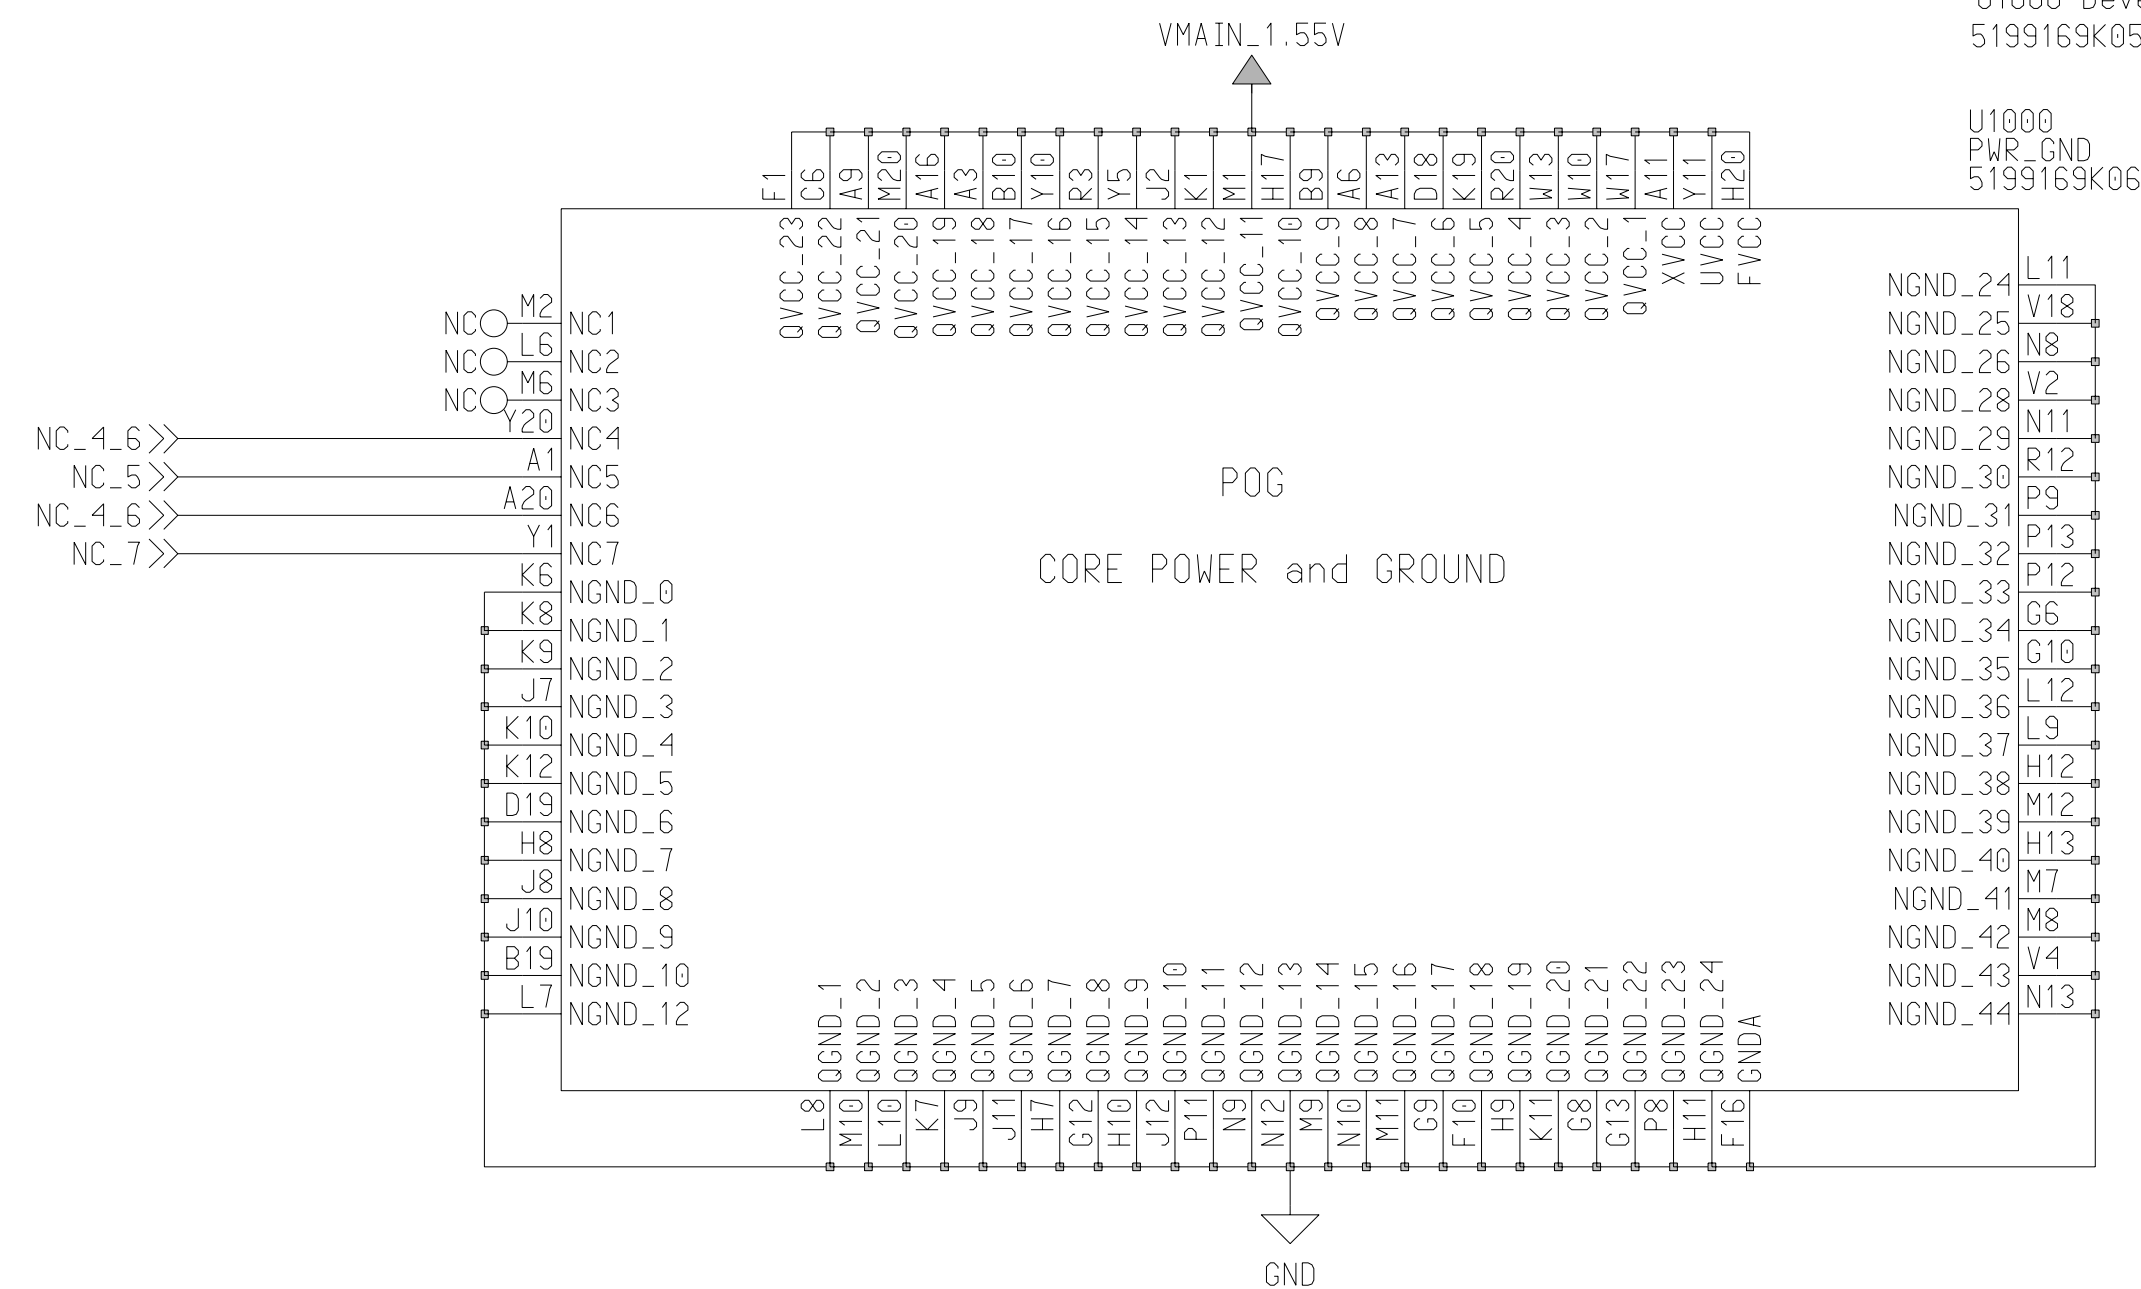 U1000 Deve
5199169K05
VMAIN_1.55V
U1000
PWR_GND
5199169K06
F1
C6
A9
M20
A16
A3
B10
Y10
R3
Y5
J2
K1
M1
H17
B9
A6
A13
D18
K19
R20
W13
W10
W17
A11
Y11
H20
QVCC_23
QVCC_22
QVCC_21
QVCC_20
QVCC_19
QVCC_18
QVCC_17
QVCC_16
QVCC_15
QVCC_14
QVCC_13
QVCC_12
QVCC_11
QVCC_10
QVCC_9
QVCC_8
QVCC_7
QVCC_6
QVCC_5
QVCC_4
QVCC_3
QVCC_2
QVCC_1
XVCC
UVCC
FVCC
NC M2 NC1
NC L6 NC2
NC M6 NC3
NC_4_6 Y20 NC4
NC_5 A1 NC5
NC_4_6 A20 NC6
NC_7 Y1 NC7
K6 NGND_0
K8 NGND_1
K9 NGND_2
J7 NGND_3
K10 NGND_4
K12 NGND_5
D19 NGND_6
H8 NGND_7
J8 NGND_8
J10 NGND_9
B19 NGND_10
L7 NGND_12
POG
CORE POWER and GROUND
NGND_24 L11
NGND_25 V18
NGND_26 N8
NGND_28 V2
NGND_29 N11
NGND_30 R12
NGND_31 P9
NGND_32 P13
NGND_33 P12
NGND_34 G6
NGND_35 G10
NGND_36 L12
NGND_37 L9
NGND_38 H12
NGND_39 M12
NGND_40 H13
NGND_41 M7
NGND_42 M8
NGND_43 V4
NGND_44 N13
QGND_1
QGND_2
QGND_3
QGND_4
QGND_5
QGND_6
QGND_7
QGND_8
QGND_9
QGND_10
QGND_11
QGND_12
QGND_13
QGND_14
QGND_15
QGND_16
QGND_17
QGND_18
QGND_19
QGND_20
QGND_21
QGND_22
QGND_23
QGND_24
GNDA
L8
M10
L10
K7
J9
J11
H7
G12
H10
J12
P11
N9
N12
M9
N10
M11
G9
F10
H9
K11
G8
G13
P8
H11
F16
GND